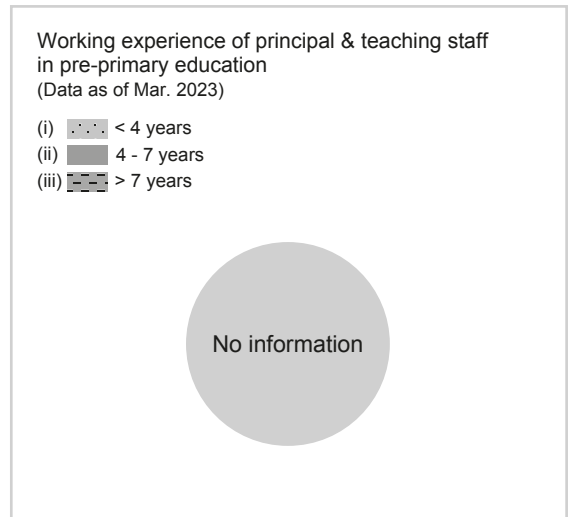 Working experience of principal & teaching staff
in pre-primary education
(Data as of Mar. 2023)
(i) < 4 years
(ii) 4 - 7 years
(iii) > 7 years
No information